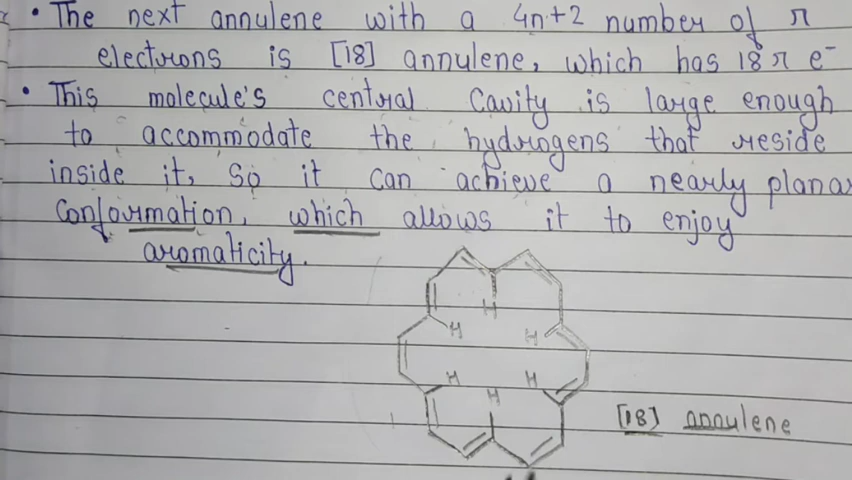 • The next annulene with a 4n+2 number of π
electrons is [18] annulene, which has 18 π e⁻
• This molecule's central cavity is large enough
to accommodate the hydrogens that reside
inside it, so it can achieve a nearly planar
conformation, which allows it to enjoy
aromaticity.
H
H H
H H
H
[18] annulene